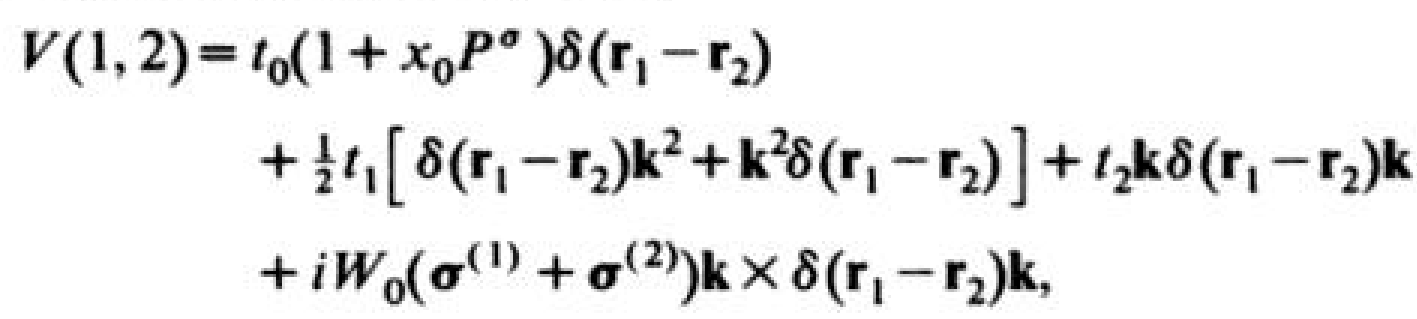 V(1,2)=t₀(1+x₀Pᵟ)δ(r₁−r₂)
+½t₁[δ(r₁−r₂)k²+k²δ(r₁−r₂)]+t₂kδ(r₁−r₂)k
+iW₀(σ⁽¹⁾+σ⁽²⁾)k×δ(r₁−r₂)k,